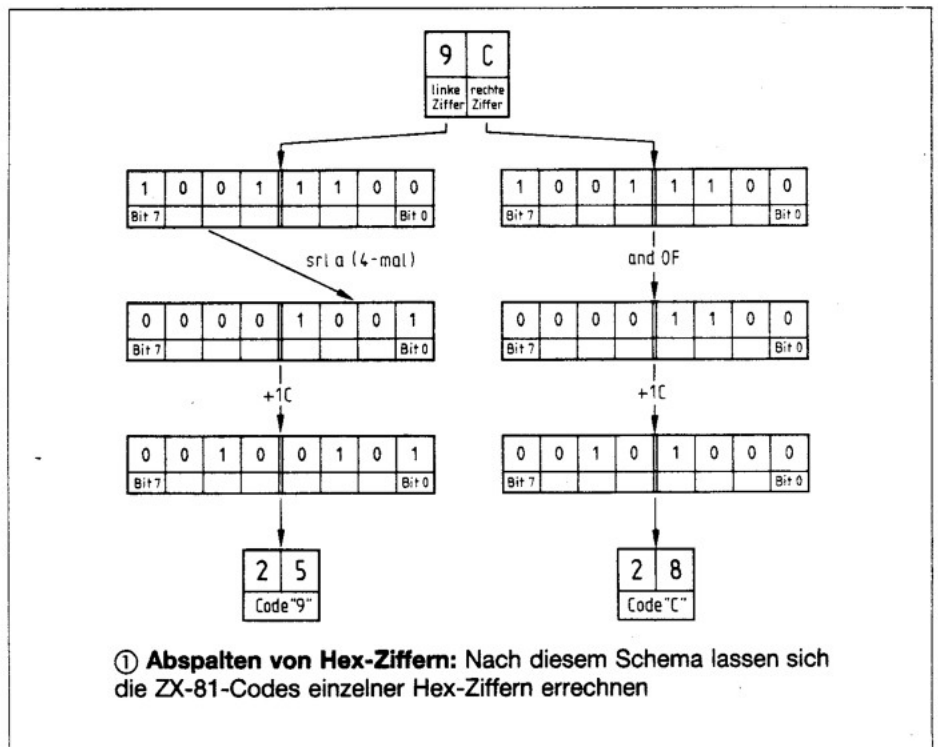 9 C
linke rechte
Ziffer Ziffer
1 0 0 1 1 1 0 0
Bit 7 Bit 0
1 0 0 1 1 1 0 0
Bit 7 Bit 0
srl a (4-mal)
and 0F
0 0 0 0 1 0 0 1
Bit 7 Bit 0
0 0 0 0 1 1 0 0
Bit 7 Bit 0
+1C
+1C
0 0 1 0 0 1 0 1
Bit 7 Bit 0
0 0 1 0 1 0 0 0
Bit 7 Bit 0
2 5
Code "9"
2 8
Code "C"
① Abspalten von Hex-Ziffern: Nach diesem Schema lassen sich
die ZX-81-Codes einzelner Hex-Ziffern errechnen